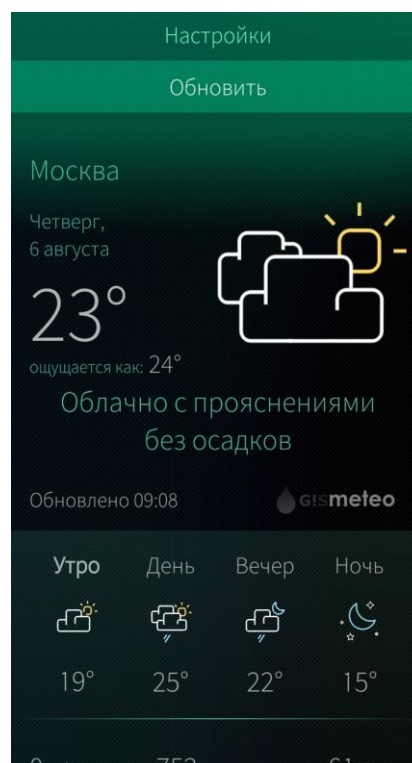 Настройки
Обновить
Москва
Четверг,
6 августа
23°
ощущается как: 24°
Облачно с прояснениями
без осадков
Обновлено 09:08
GISmeteo
Утро День Вечер Ночь
19° 25° 22° 15°